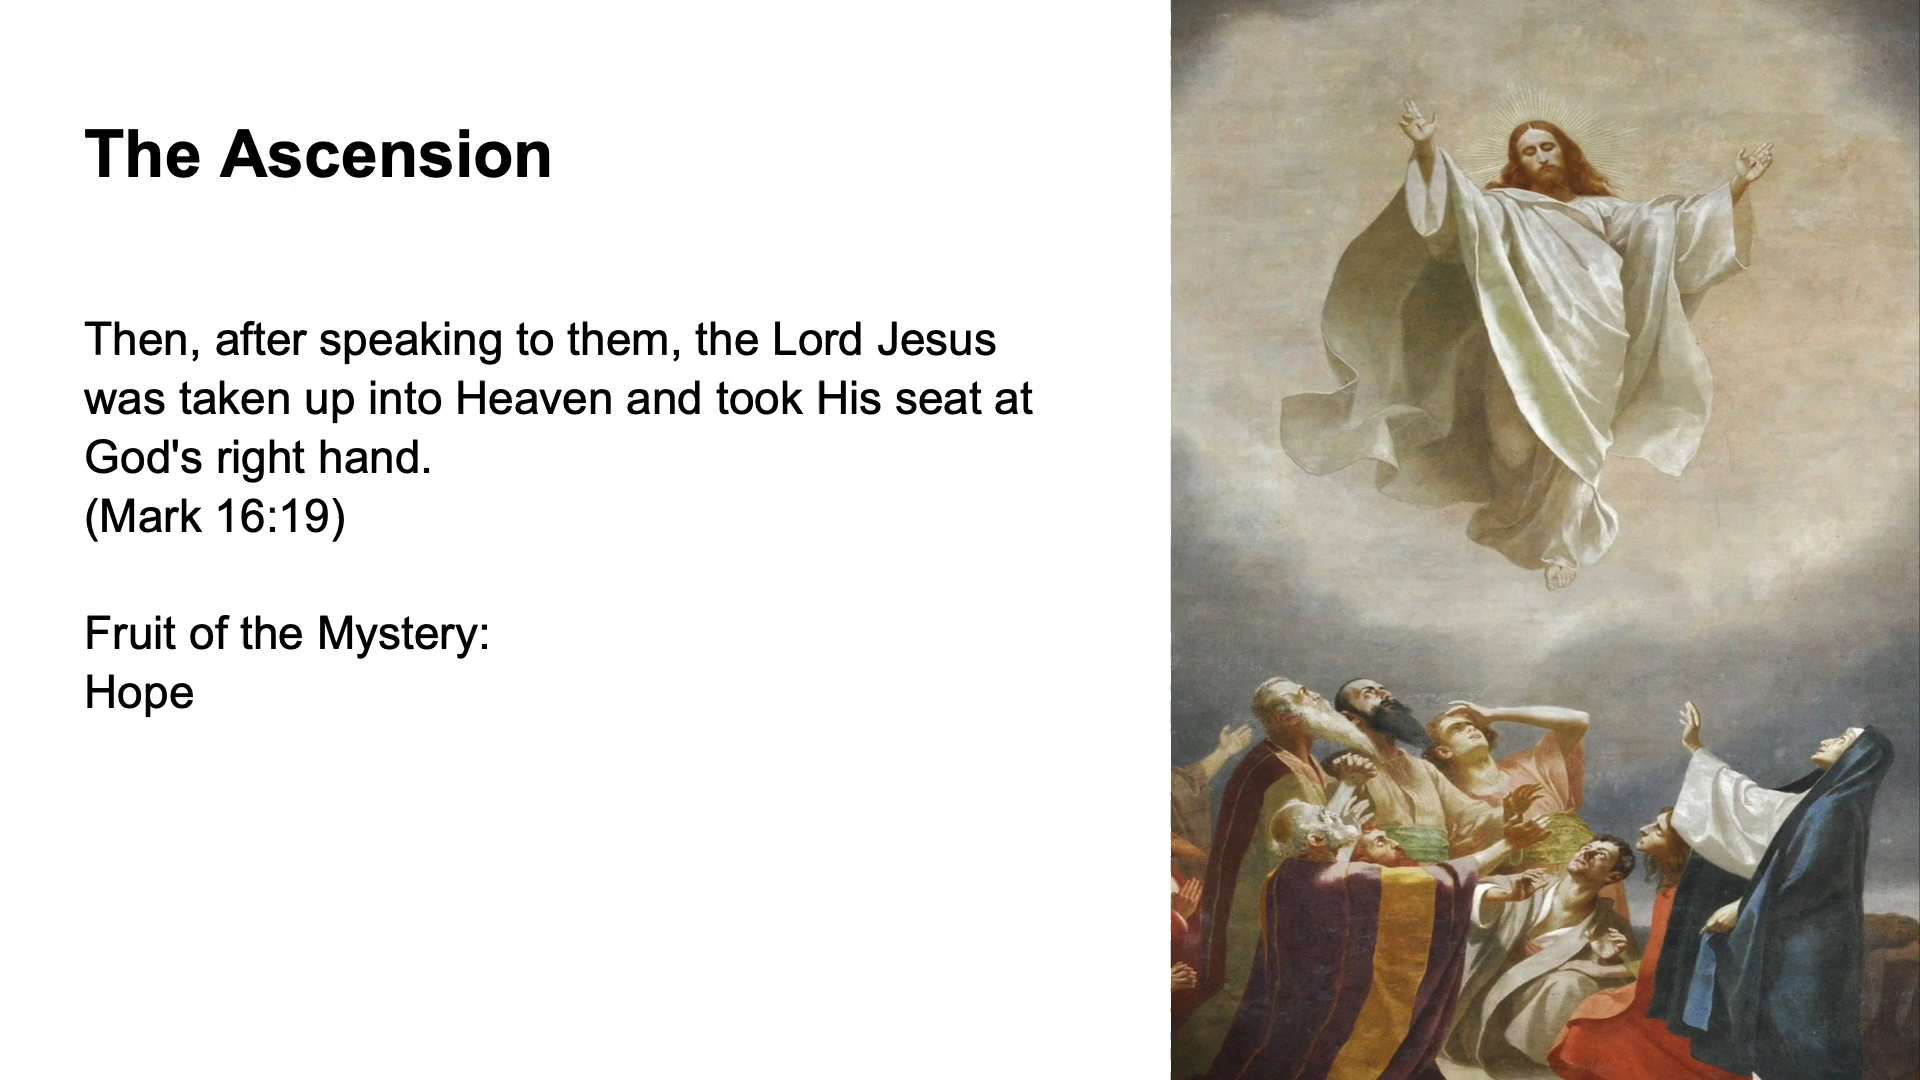 The Ascension
Then, after speaking to them, the Lord Jesus
was taken up into Heaven and took His seat at
God's right hand.
(Mark 16:19)
Fruit of the Mystery:
Hope